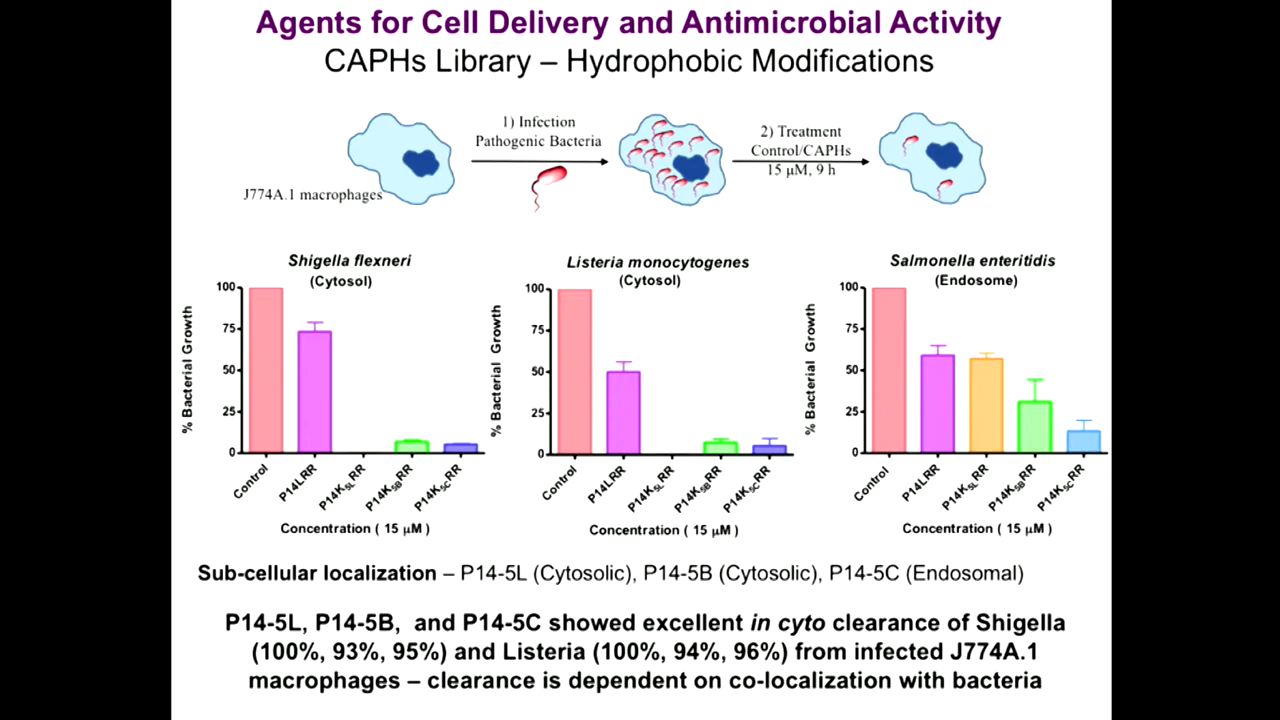 Agents for Cell Delivery and Antimicrobial Activity
CAPHs Library – Hydrophobic Modifications
J774A.1 macrophages
1) Infection
Pathogenic Bacteria
2) Treatment
Control/CAPHs
15 μM, 9 h
Shigella flexneri
(Cytosol)
% Bacterial Growth
100
75
50
25
0
Control
P14LRR
P14K5LRR
P14K5BRR
P14K5CRR
Concentration ( 15 μM )
Listeria monocytogenes
(Cytosol)
% Bacterial Growth
100
75
50
25
0
Control
P14LRR
P14K5LRR
P14K5BRR
P14K5CRR
Concentration ( 15 μM )
Salmonella enteritidis
(Endosome)
% Bacterial Growth
100
75
50
25
0
Control
P14LRR
P14K5LRR
P14K5BRR
P14K5CRR
Concentration ( 15 μM )
Sub-cellular localization – P14-5L (Cytosolic), P14-5B (Cytosolic), P14-5C (Endosomal)
P14-5L, P14-5B, and P14-5C showed excellent in cyto clearance of Shigella
(100%, 93%, 95%) and Listeria (100%, 94%, 96%) from infected J774A.1
macrophages – clearance is dependent on co-localization with bacteria